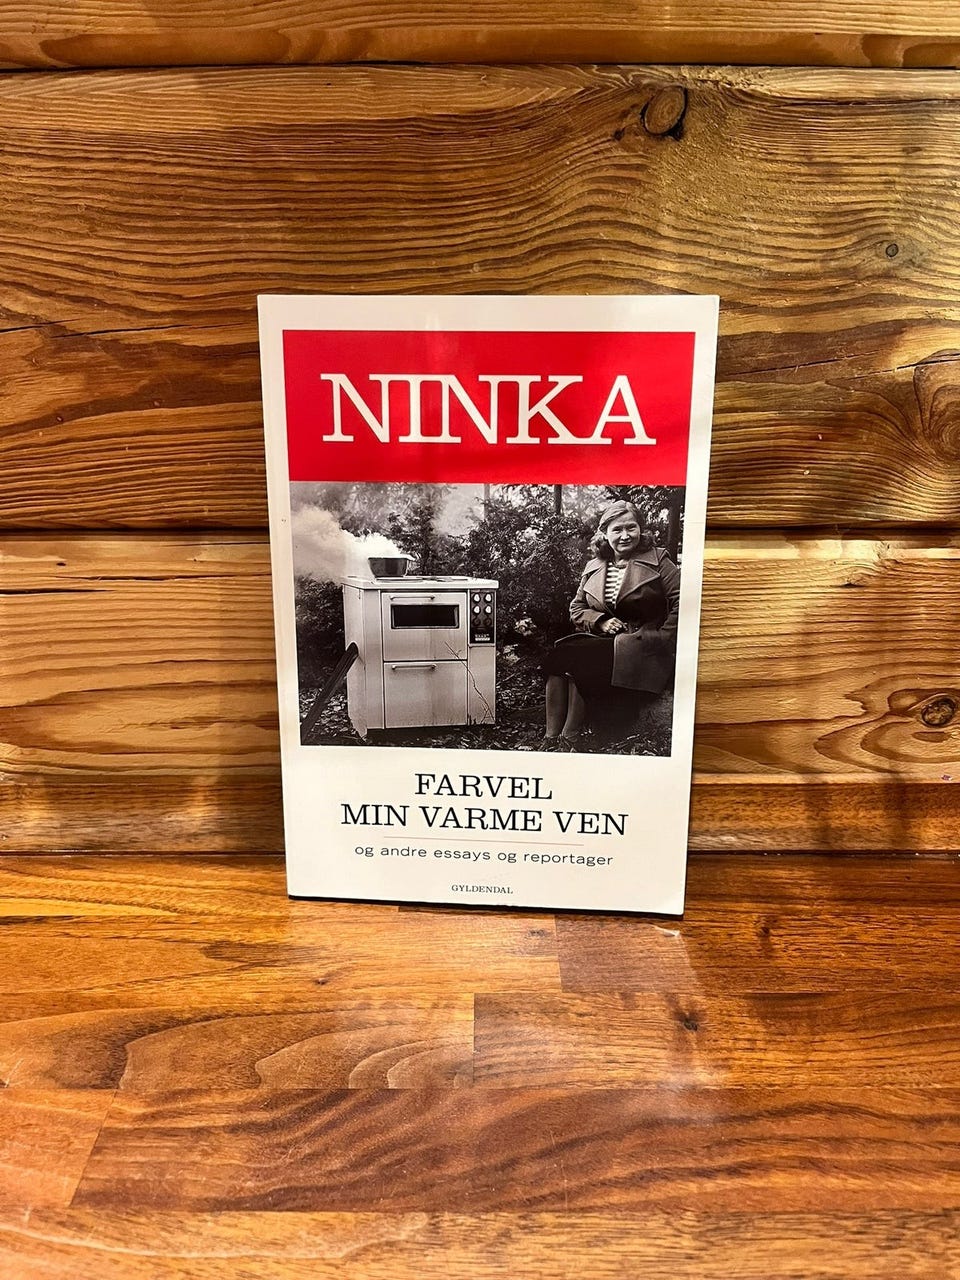 NINKA
FARVEL
MIN VARME VEN
og andre essays og reportager
GYLDENDAL